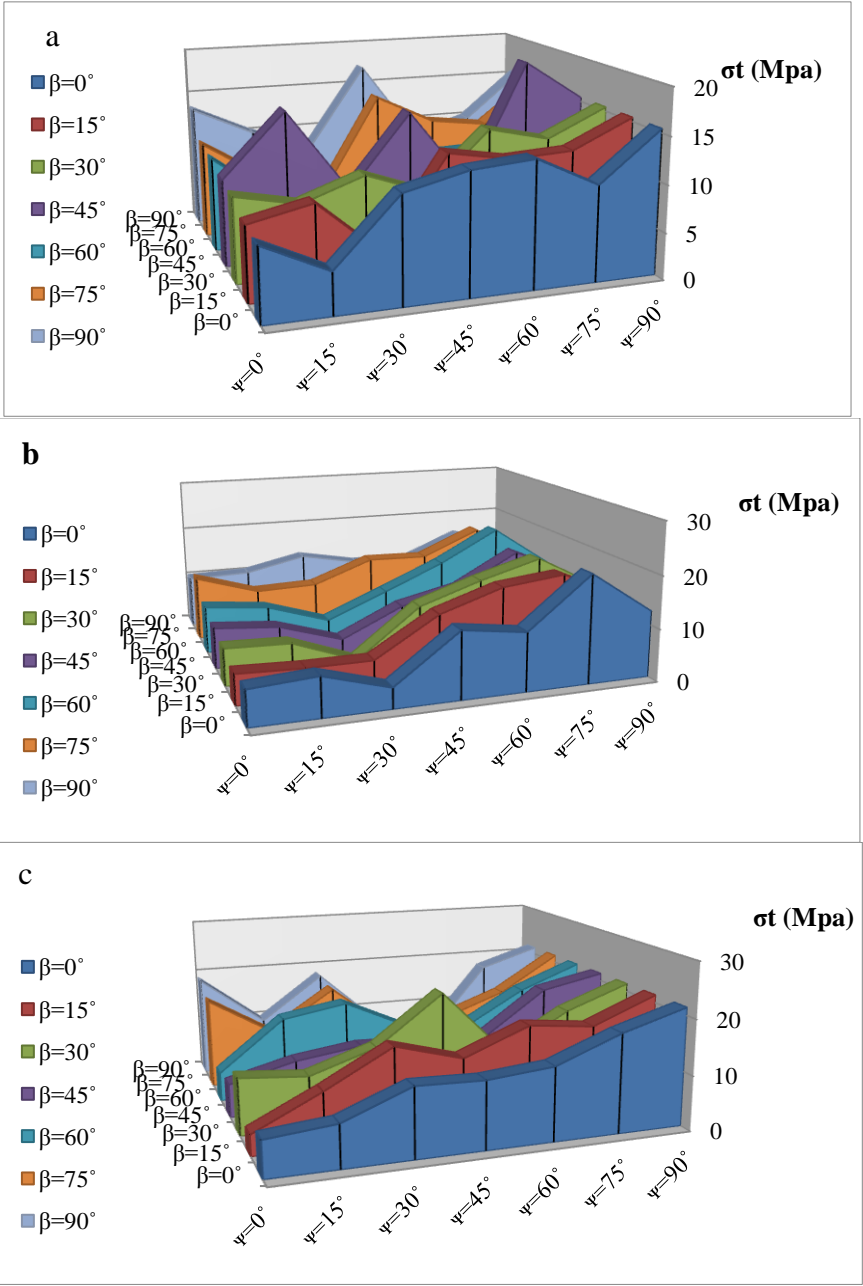 a
σt (Mpa)
β=0˚
β=15˚
β=30˚
β=45˚
β=60˚
β=75˚
β=90˚
20
15
10
5
0
β=90˚
β=75˚
β=60˚
β=45˚
β=30˚
β=15˚
β=0˚
Ψ=0˚
Ψ=15˚
Ψ=30˚
Ψ=45˚
Ψ=60˚
Ψ=75˚
Ψ=90˚
b
σt (Mpa)
β=0˚
β=15˚
β=30˚
β=45˚
β=60˚
β=75˚
β=90˚
30
20
10
0
β=90˚
β=75˚
β=60˚
β=45˚
β=30˚
β=15˚
β=0˚
Ψ=0˚
Ψ=15˚
Ψ=30˚
Ψ=45˚
Ψ=60˚
Ψ=75˚
Ψ=90˚
c
σt (Mpa)
β=0˚
β=15˚
β=30˚
β=45˚
β=60˚
β=75˚
β=90˚
30
20
10
0
β=90˚
β=75˚
β=60˚
β=45˚
β=30˚
β=15˚
β=0˚
Ψ=0˚
Ψ=15˚
Ψ=30˚
Ψ=45˚
Ψ=60˚
Ψ=75˚
Ψ=90˚